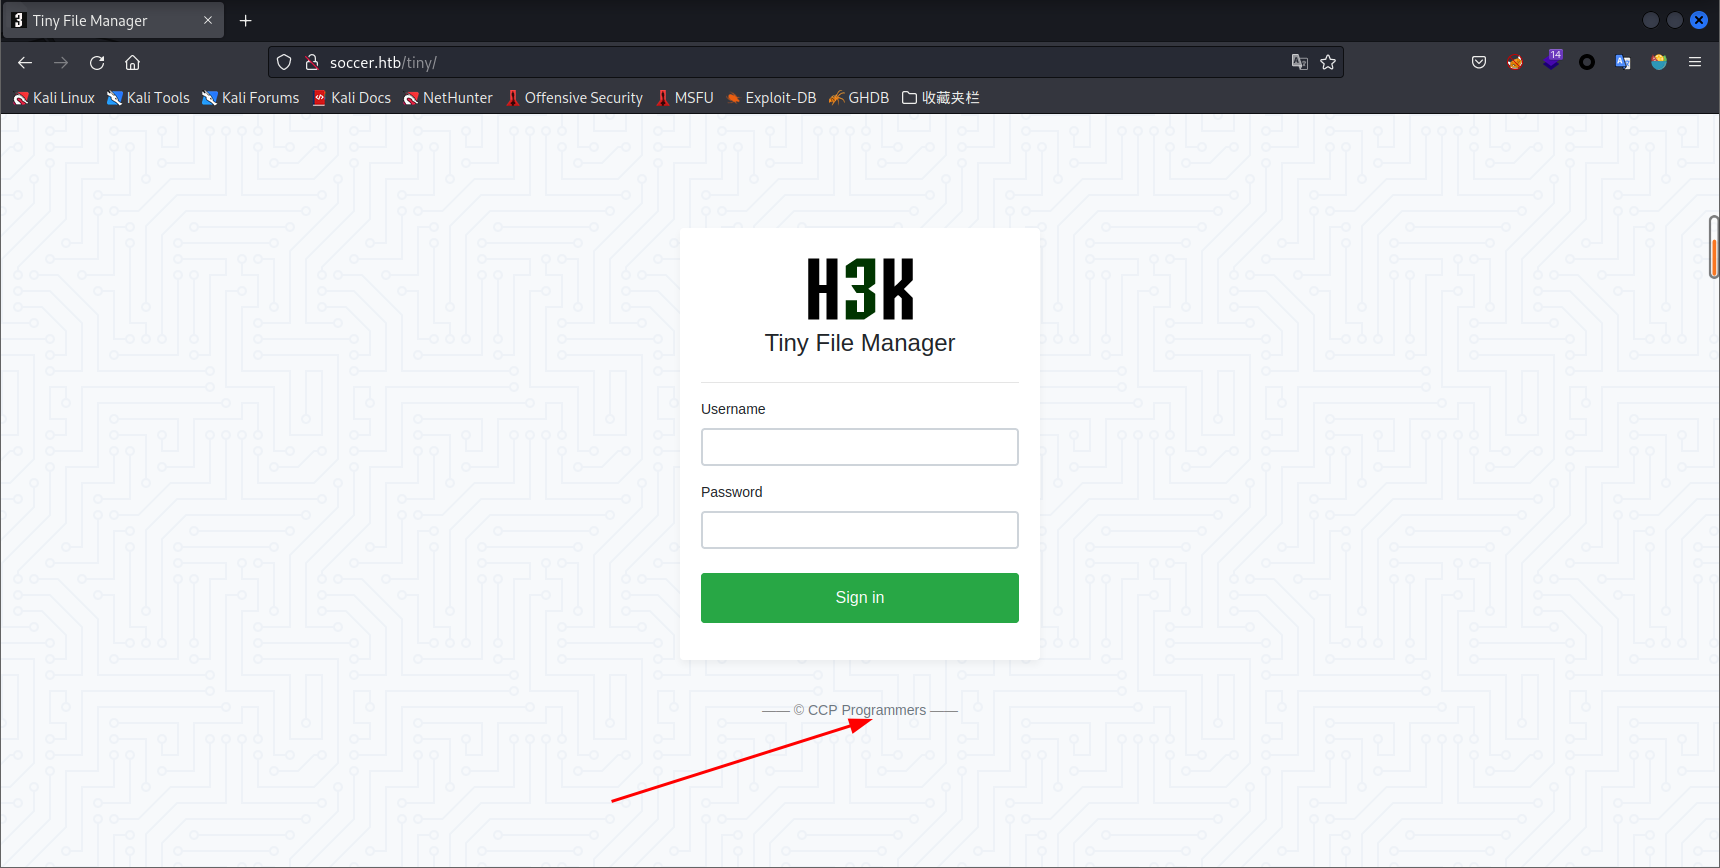 Tiny File Manager
soccer.htb/tiny/
14
Kali Linux Kali Tools Kali Forums Kali Docs NetHunter Offensive Security MSFU Exploit-DB GHDB 收藏夹栏
H3K
Tiny File Manager
Username
Password
Sign in
—— © CCP Programmers ——